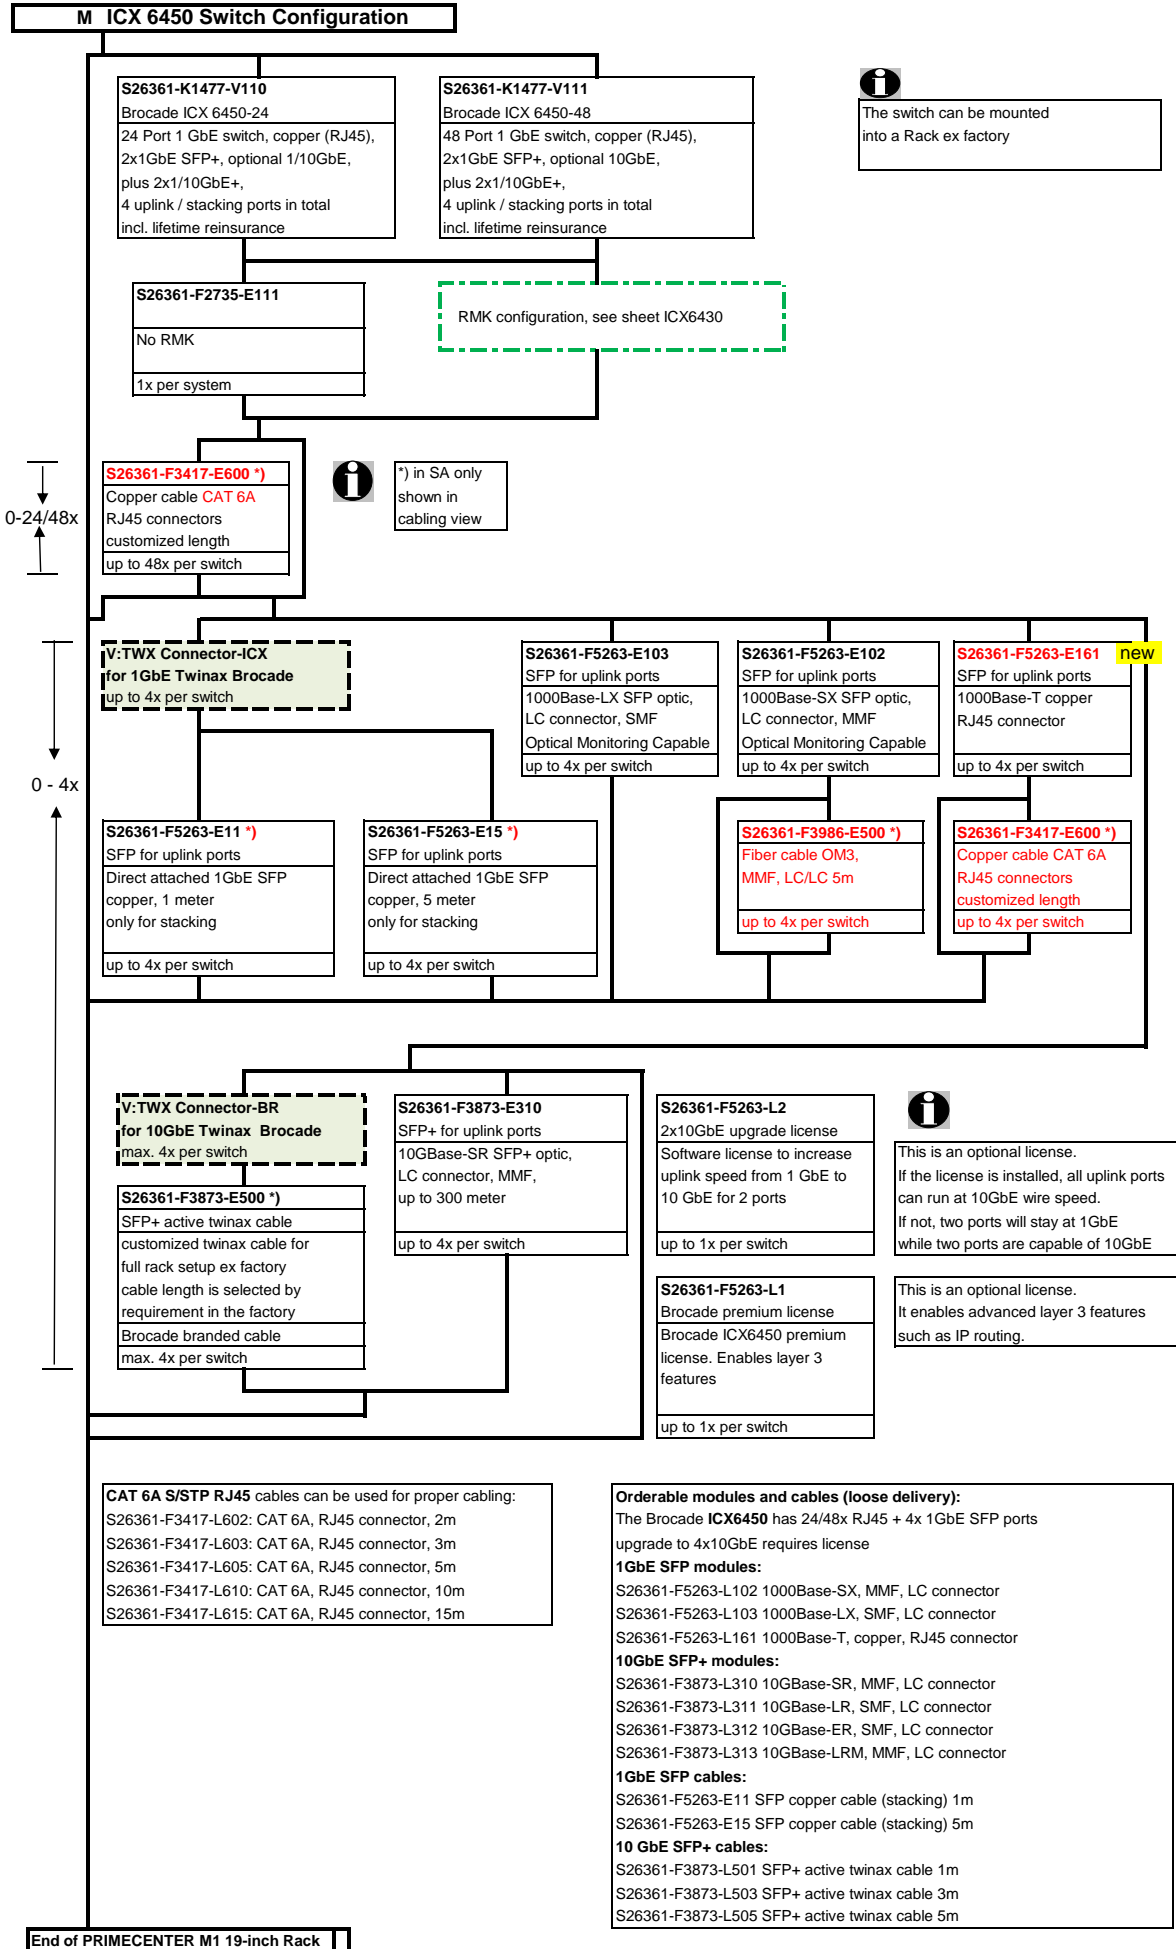 M ICX 6450 Switch Configuration
S26361-K1477-V110
Brocade ICX 6450-24
24 Port 1 GbE switch, copper (RJ45),
2x1GbE SFP+, optional 1/10GbE,
plus 2x1/10GbE+,
4 uplink / stacking ports in total
incl. lifetime reinsurance
S26361-K1477-V111
Brocade ICX 6450-48
48 Port 1 GbE switch, copper (RJ45),
2x1GbE SFP+, optional 10GbE,
plus 2x1/10GbE+,
4 uplink / stacking ports in total
incl. lifetime reinsurance
The switch can be mounted
into a Rack ex factory
S26361-F2735-E111
No RMK
1x per system
RMK configuration, see sheet ICX6430
0-24/48x
S26361-F3417-E600 *)
Copper cable CAT 6A
RJ45 connectors
customized length
up to 48x per switch
*) in SA only
shown in
cabling view
0 - 4x
V:TWX Connector-ICX
for 1GbE Twinax Brocade
up to 4x per switch
S26361-F5263-E103
SFP for uplink ports
1000Base-LX SFP optic,
LC connector, SMF
Optical Monitoring Capable
up to 4x per switch
S26361-F5263-E102
SFP for uplink ports
1000Base-SX SFP optic,
LC connector, MMF
Optical Monitoring Capable
up to 4x per switch
S26361-F5263-E161
new
SFP for uplink ports
1000Base-T copper
RJ45 connector
up to 4x per switch
S26361-F5263-E11 *)
SFP for uplink ports
Direct attached 1GbE SFP
copper, 1 meter
only for stacking
up to 4x per switch
S26361-F5263-E15 *)
SFP for uplink ports
Direct attached 1GbE SFP
copper, 5 meter
only for stacking
up to 4x per switch
S26361-F3986-E500 *)
Fiber cable OM3,
MMF, LC/LC 5m
up to 4x per switch
S26361-F3417-E600 *)
Copper cable CAT 6A
RJ45 connectors
customized length
up to 4x per switch
V:TWX Connector-BR
for 10GbE Twinax Brocade
max. 4x per switch
S26361-F3873-E500 *)
SFP+ active twinax cable
customized twinax cable for
full rack setup ex factory
cable length is selected by
requirement in the factory
Brocade branded cable
max. 4x per switch
S26361-F3873-E310
SFP+ for uplink ports
10GBase-SR SFP+ optic,
LC connector, MMF,
up to 300 meter
up to 4x per switch
S26361-F5263-L2
2x10GbE upgrade license
Software license to increase
uplink speed from 1 GbE to
10 GbE for 2 ports
up to 1x per switch
This is an optional license.
If the license is installed, all uplink ports
can run at 10GbE wire speed.
If not, two ports will stay at 1GbE
while two ports are capable of 10GbE
S26361-F5263-L1
Brocade premium license
Brocade ICX6450 premium
license. Enables layer 3
features
up to 1x per switch
This is an optional license.
It enables advanced layer 3 features
such as IP routing.
CAT 6A S/STP RJ45 cables can be used for proper cabling:
S26361-F3417-L602: CAT 6A, RJ45 connector, 2m
S26361-F3417-L603: CAT 6A, RJ45 connector, 3m
S26361-F3417-L605: CAT 6A, RJ45 connector, 5m
S26361-F3417-L610: CAT 6A, RJ45 connector, 10m
S26361-F3417-L615: CAT 6A, RJ45 connector, 15m
Orderable modules and cables (loose delivery):
The Brocade ICX6450 has 24/48x RJ45 + 4x 1GbE SFP ports
upgrade to 4x10GbE requires license
1GbE SFP modules:
S26361-F5263-L102 1000Base-SX, MMF, LC connector
S26361-F5263-L103 1000Base-LX, SMF, LC connector
S26361-F5263-L161 1000Base-T, copper, RJ45 connector
10GbE SFP+ modules:
S26361-F3873-L310 10GBase-SR, MMF, LC connector
S26361-F3873-L311 10GBase-LR, SMF, LC connector
S26361-F3873-L312 10GBase-ER, SMF, LC connector
S26361-F3873-L313 10GBase-LRM, MMF, LC connector
1GbE SFP cables:
S26361-F5263-E11 SFP copper cable (stacking) 1m
S26361-F5263-E15 SFP copper cable (stacking) 5m
10 GbE SFP+ cables:
S26361-F3873-L501 SFP+ active twinax cable 1m
S26361-F3873-L503 SFP+ active twinax cable 3m
S26361-F3873-L505 SFP+ active twinax cable 5m
End of PRIMECENTER M1 19-inch Rack